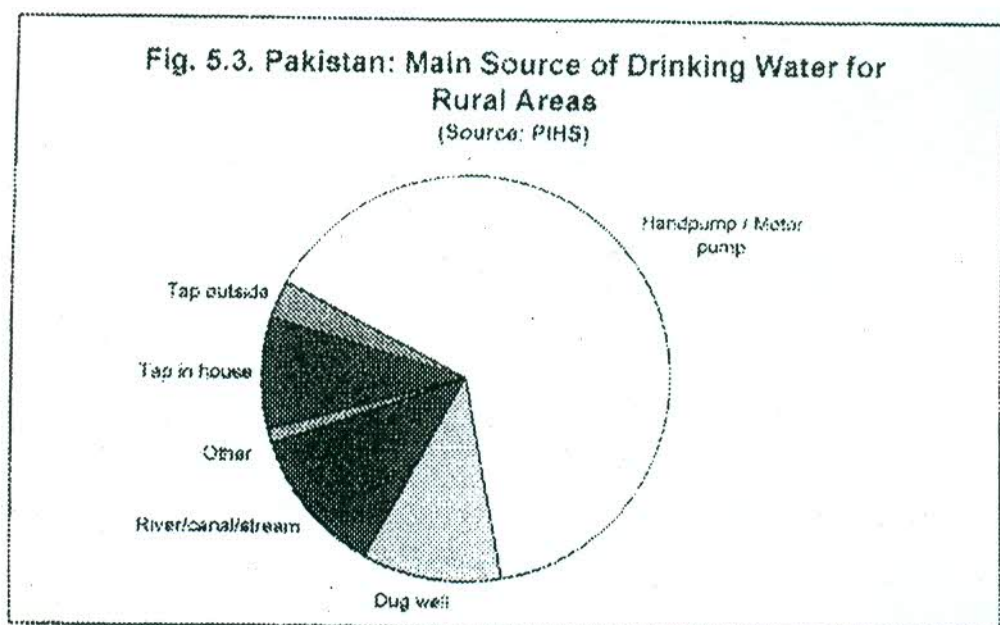 Fig. 5.3. Pakistan: Main Source of Drinking Water for
Rural Areas
(Source: PIHS)
Handpump / Motor
pump
Tap outside
Tap in house
Other
River/canal/stream
Dug well